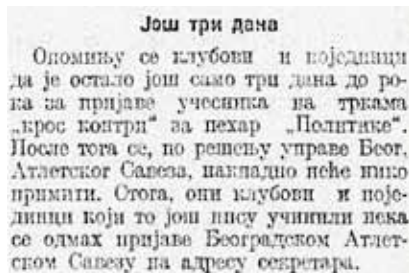 Још три дана
Опомињу се клубови и појединци
да је остало још само три дана до ро-
ка за пријаве учесника на тркама
„крос контри“ за пехар „Политике“.
После тога се, по решењу управе Беог.
Атлетског Савеза, накнадно неће нико
примити. Стога, они клубови и поје-
динци који то још нису учинили нека
се одмах пријаве Београдском Атлет-
ском Савезу на адресу секретара.